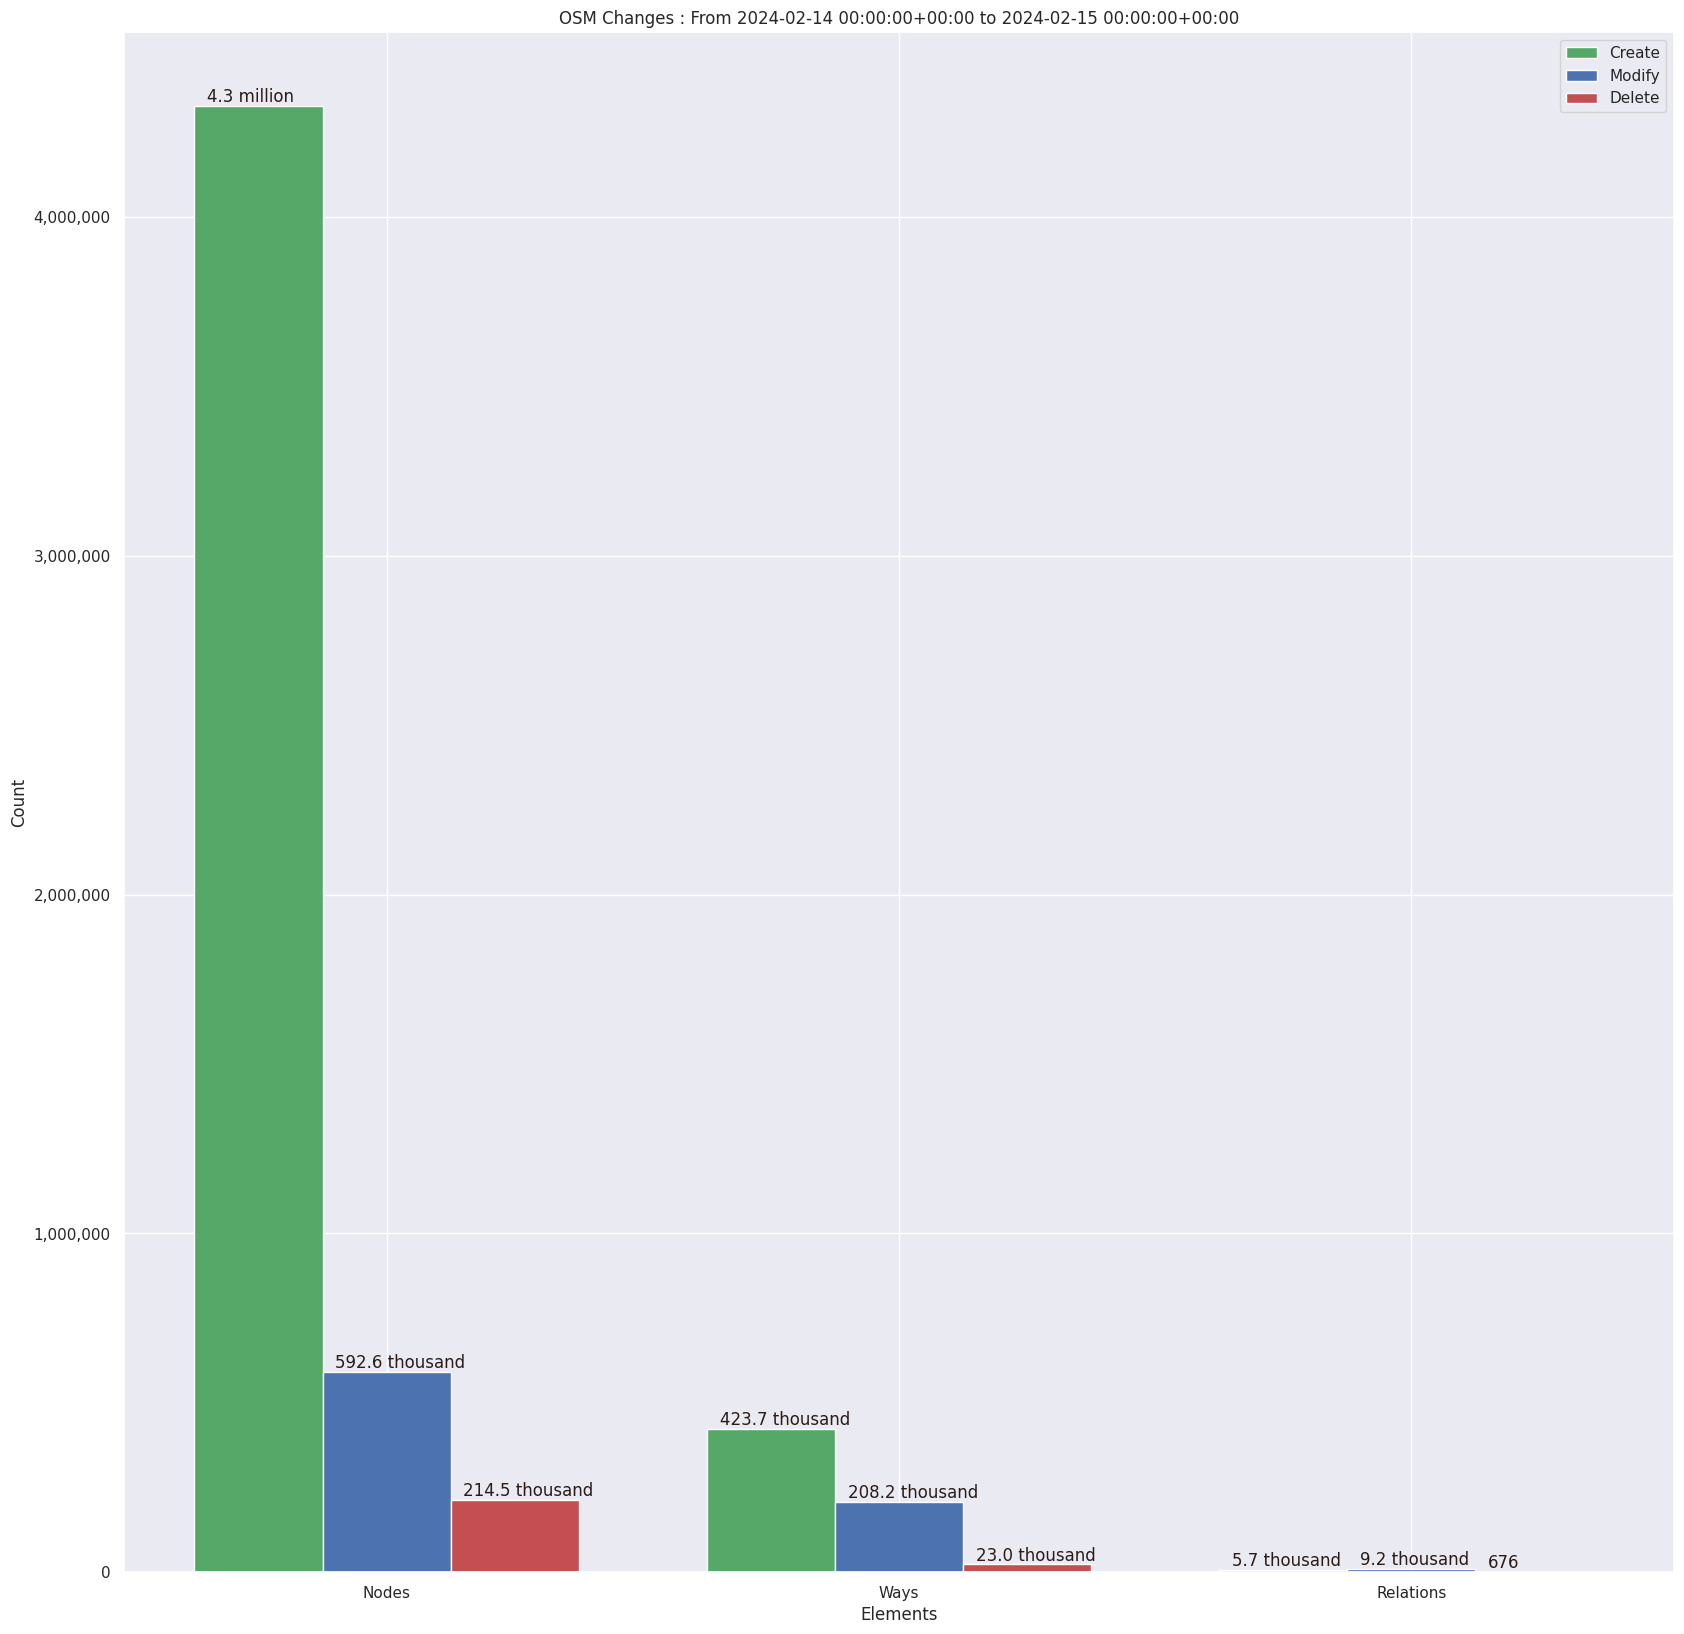 OSM Changes : From 2024-02-14 00:00:00+00:00 to 2024-02-15 00:00:00+00:00
Create
Modify
Delete
4.3 million
4,000,000
3,000,000
Count
2,000,000
1,000,000
592.6 thousand
423.7 thousand
214.5 thousand
208.2 thousand
23.0 thousand
5.7 thousand
9.2 thousand
676
0
Nodes
Ways
Relations
Elements